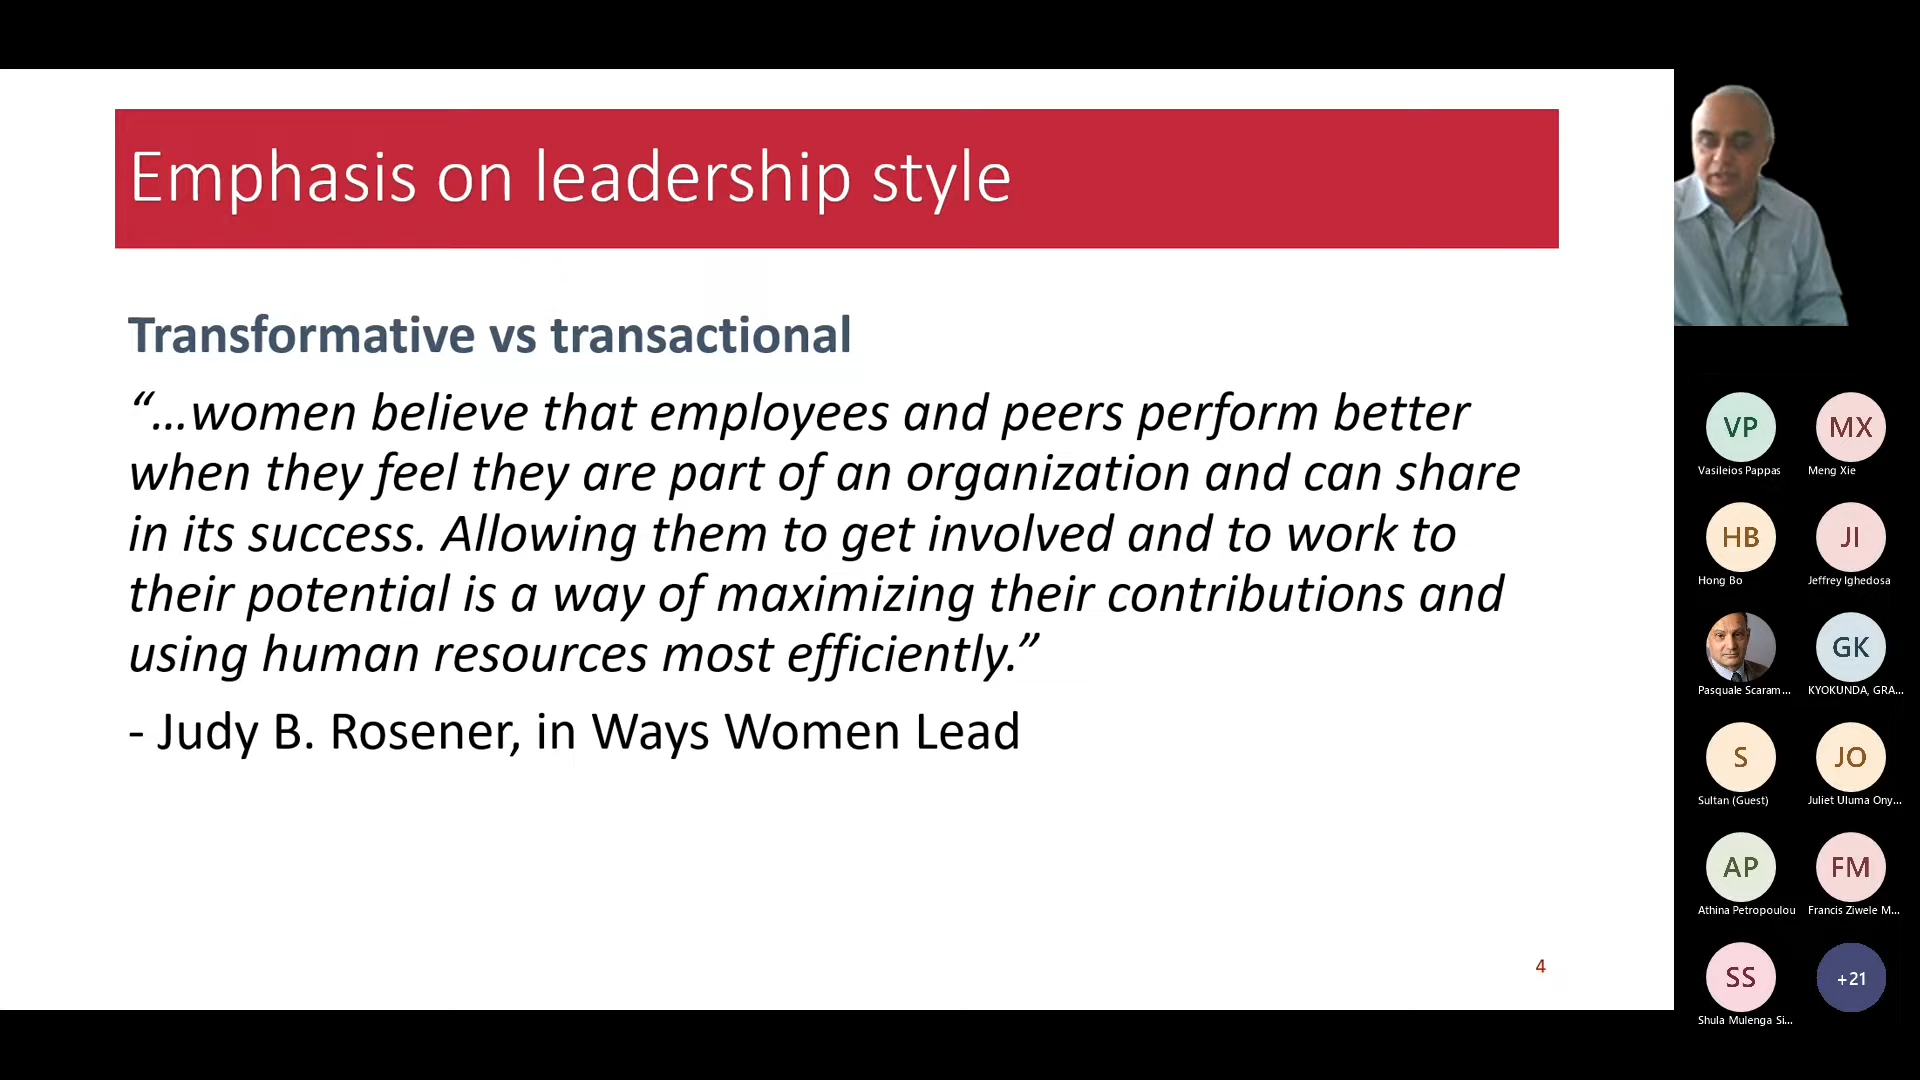 Emphasis on leadership style
Transformative vs transactional
“...women believe that employees and peers perform better
when they feel they are part of an organization and can share
in its success. Allowing them to get involved and to work to
their potential is a way of maximizing their contributions and
using human resources most efficiently.”
- Judy B. Rosener, in Ways Women Lead
4
VP
Vasileios Pappas
MX
Meng Xie
HB
Hong Bo
JI
Jeffrey Ighedosa
Pasquale Scaram...
GK
KYOKUNDA, GRA...
S
Sultan (Guest)
JO
Juliet Uluma Ony...
AP
Athina Petropoulou
FM
Francis Ziwele M...
SS
Shula Mulenga Si...
+21